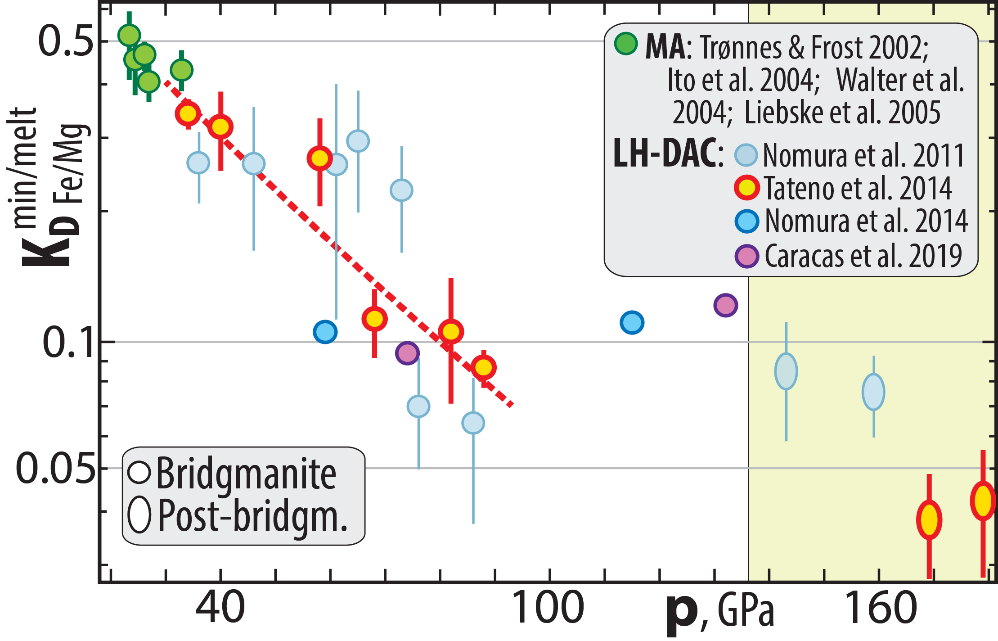 0.5
MA: Trønnes & Frost 2002;
Ito et al. 2004; Walter et al.
2004; Liebske et al. 2005
LH-DAC: Nomura et al. 2011
Tateno et al. 2014
Nomura et al. 2014
Caracas et al. 2019
K D min/melt Fe/Mg
0.1
0.05
Bridgmanite
Post-bridgm.
40 100 p, GPa 160